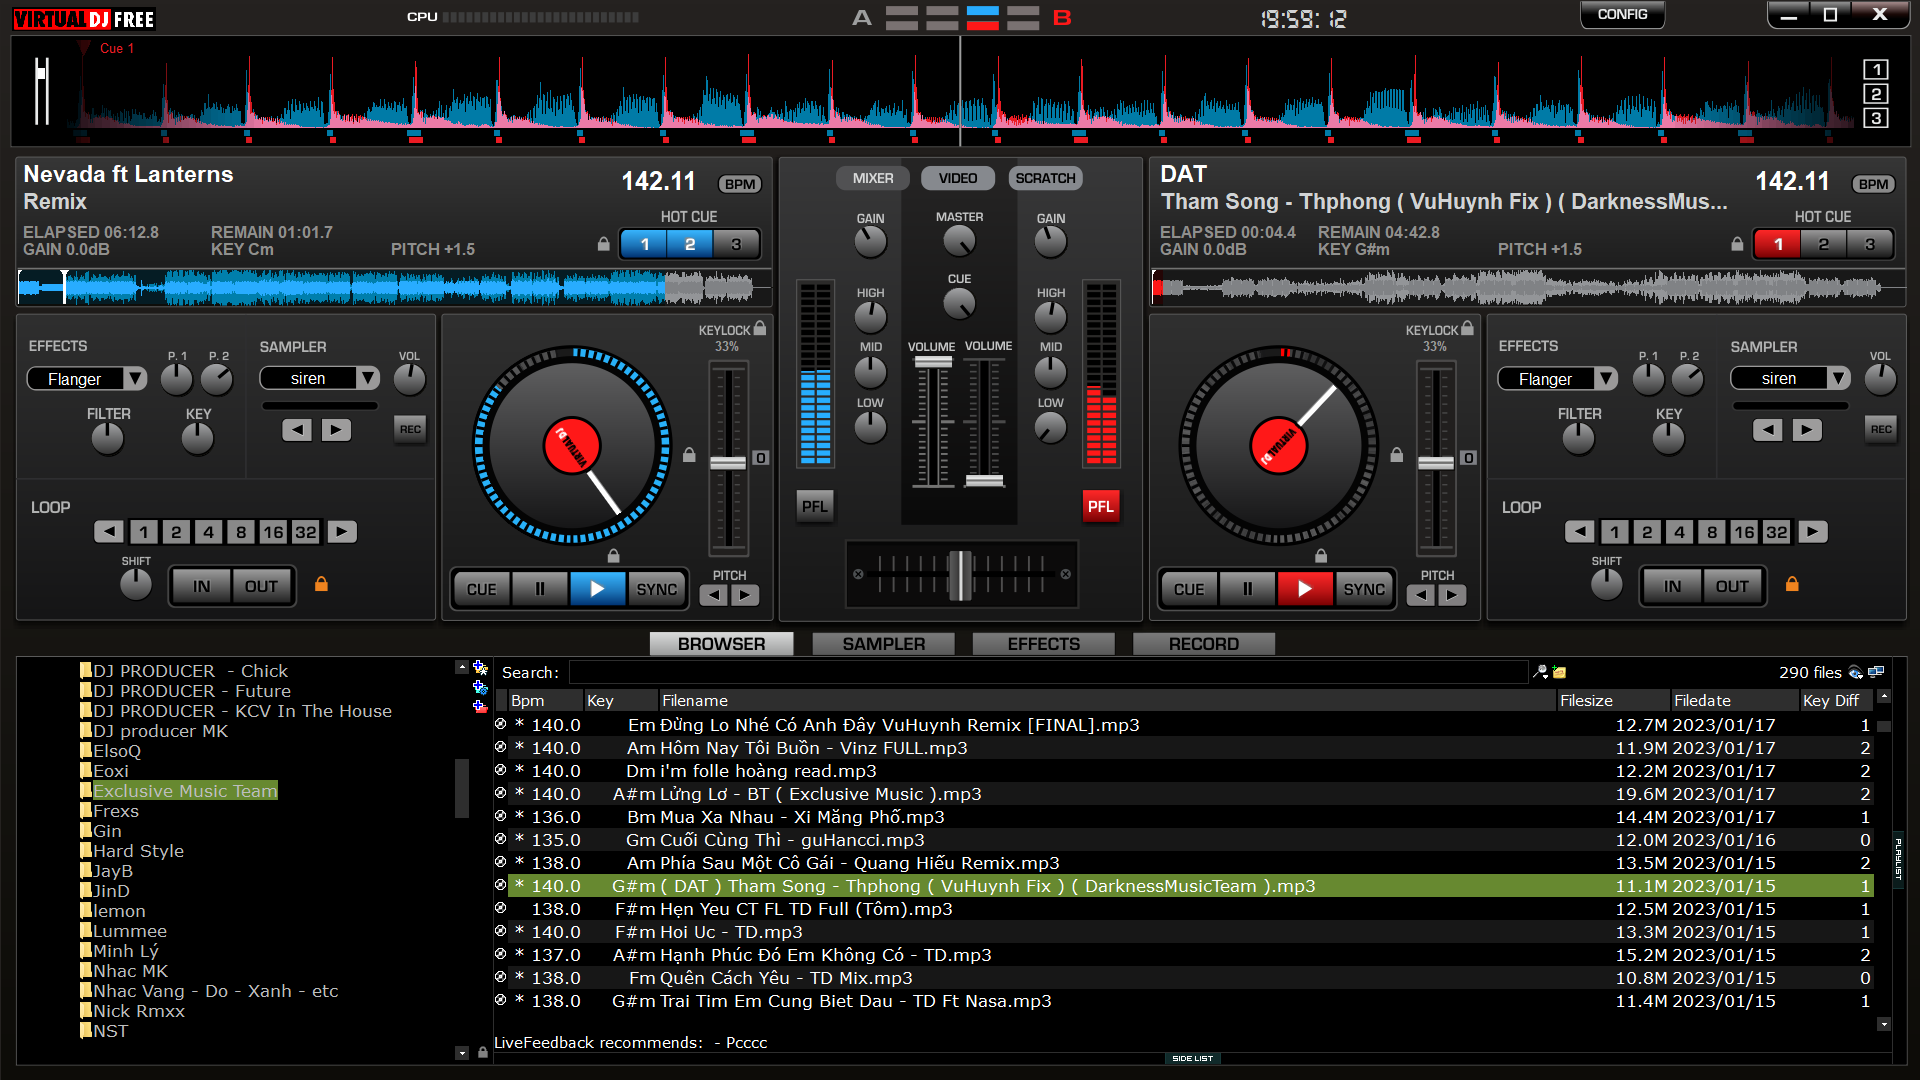 VIRTUAL DJ FREE
CPU
A
B
19:59:12
CONFIG
Cue 1
1
2
3
Nevada ft Lanterns
Remix
142.11 BPM
HOT CUE
ELAPSED 06:12.8 REMAIN 01:01.7
GAIN 0.0dB KEY Cm PITCH +1.5
1 2 3
MIXER VIDEO SCRATCH
GAIN MASTER GAIN
CUE
HIGH HIGH
MID MID
VOLUME VOLUME
LOW LOW
PFL PFL
DAT
Tham Song - Thphong ( VuHuynh Fix ) ( DarknessMus...
142.11 BPM
HOT CUE
ELAPSED 00:04.4 REMAIN 04:42.8
GAIN 0.0dB KEY G#m PITCH +1.5
1 2 3
EFFECTS P. 1 P. 2 SAMPLER VOL
Flanger siren
FILTER KEY REC
LOOP
1 2 4 8 16 32
SHIFT IN OUT
KEYLOCK
33%
VIRTUAL DJ
0
CUE SYNC
PITCH
KEYLOCK
33%
VIRTUAL DJ
0
CUE SYNC
PITCH
EFFECTS P. 1 P. 2 SAMPLER VOL
Flanger siren
FILTER KEY REC
LOOP
1 2 4 8 16 32
SHIFT IN OUT
BROWSER SAMPLER EFFECTS RECORD
DJ PRODUCER - Chick
DJ PRODUCER - Future
DJ PRODUCER - KCV In The House
DJ producer MK
ElsoQ
Eoxi
Exclusive Music Team
Frexs
Gin
Hard Style
JayB
JinD
lemon
Lummee
Minh Lý
Nhac MK
Nhac Vang - Do - Xanh - etc
Nick Rmxx
NST
Search: 290 files
Bpm Key Filename Filesize Filedate Key Diff
* 140.0 Em Đừng Lo Nhé Có Anh Đây VuHuynh Remix [FINAL].mp3 12.7M 2023/01/17 1
* 140.0 Am Hôm Nay Tôi Buồn - Vinz FULL.mp3 11.9M 2023/01/17 2
* 140.0 Dm i'm folle hoàng read.mp3 12.2M 2023/01/17 2
* 140.0 A#m Lửng Lơ - BT ( Exclusive Music ).mp3 19.6M 2023/01/17 2
* 136.0 Bm Mua Xa Nhau - Xi Măng Phố.mp3 14.4M 2023/01/17 1
* 135.0 Gm Cuối Cùng Thì - guHancci.mp3 12.0M 2023/01/16 0
* 138.0 Am Phía Sau Một Cô Gái - Quang Hiếu Remix.mp3 13.5M 2023/01/15 2
* 140.0 G#m ( DAT ) Tham Song - Thphong ( VuHuynh Fix ) ( DarknessMusicTeam ).mp3 11.1M 2023/01/15 1
138.0 F#m Hẹn Yeu CT FL TD Full (Tôm).mp3 12.5M 2023/01/15 1
* 140.0 F#m Hoi Uc - TD.mp3 13.3M 2023/01/15 1
* 137.0 A#m Hạnh Phúc Đó Em Không Có - TD.mp3 15.2M 2023/01/15 2
* 138.0 Fm Quên Cách Yêu - TD Mix.mp3 10.8M 2023/01/15 0
* 138.0 G#m Trai Tim Em Cung Biet Dau - TD Ft Nasa.mp3 11.4M 2023/01/15 1
PLAYLIST
LiveFeedback recommends: - Pcccc
SIDE LIST